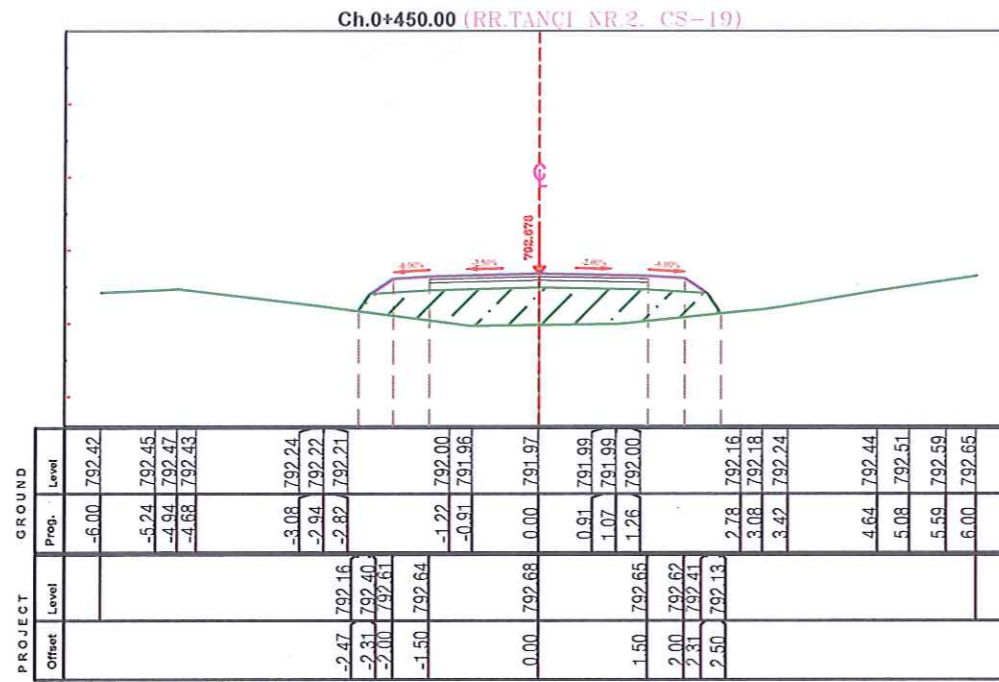 Ch.0+450.00 (RR.TANÇI NR.2. CS-19)
792.678
-2.50% -4.00%
GROUND
Level 792.42 792.45 792.47 792.43 792.24 792.22 792.21 792.00 791.96 791.97 791.99 791.99 792.00 792.16 792.18 792.24 792.44 792.51 792.59 792.65
Prog. -6.00 -5.24 -4.94 -4.68 -3.08 -2.94 -2.82 -1.22 -0.91 0.00 0.91 1.07 1.26 2.78 3.08 3.42 4.64 5.08 5.59 6.00
PROJECT
Level 792.16 792.40 792.61 792.64 792.68 792.65 792.62 792.41 792.13
Offset -2.47 -2.31 -2.00 -1.50 0.00 1.50 2.00 2.31 2.50